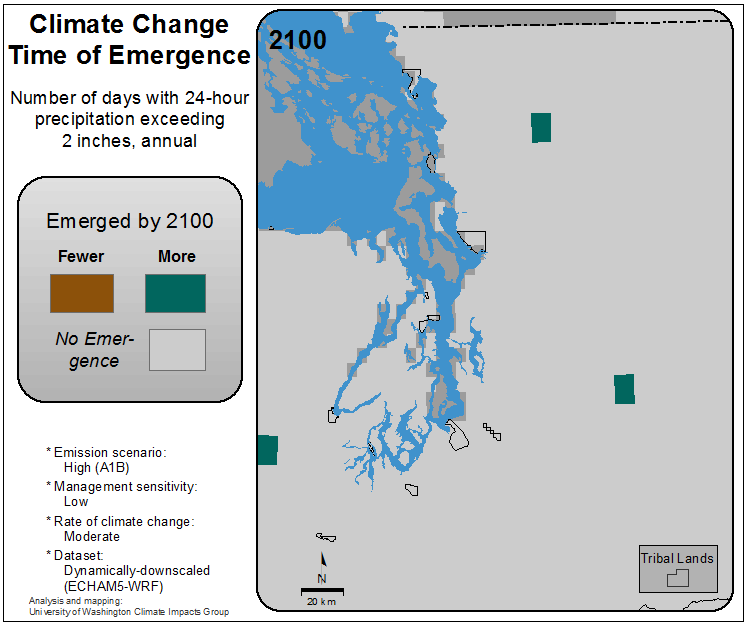 Climate Change
Time of Emergence
Number of days with 24-hour
precipitation exceeding
2 inches, annual
Emerged by 2100
Fewer
More
No Emer-
gence
* Emission scenario:
High (A1B)
* Management sensitivity:
Low
* Rate of climate change:
Moderate
* Dataset:
Dynamically-downscaled
(ECHAM5-WRF)
Analysis and mapping:
University of Washington Climate Impacts Group
2100
N
20 km
Tribal Lands